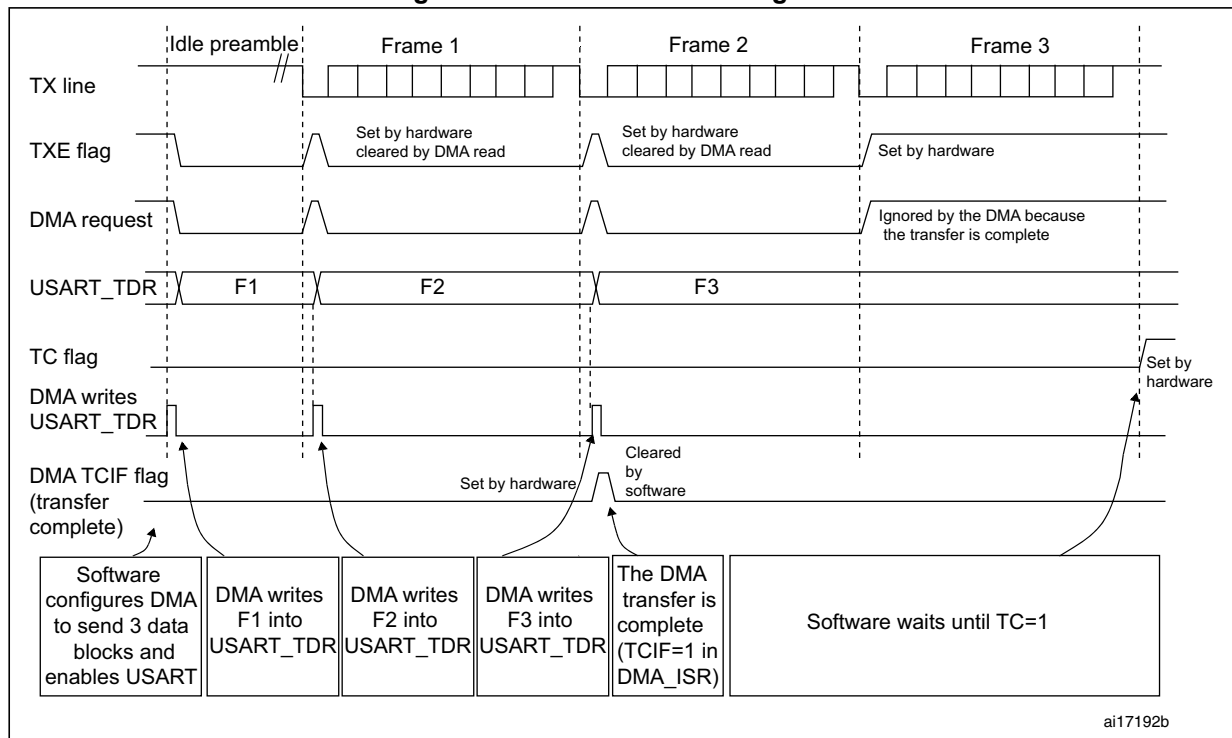 Idle preamble
Frame 1
Frame 2
Frame 3
TX line
TXE flag
Set by hardware
cleared by DMA read
Set by hardware
cleared by DMA read
Set by hardware
DMA request
Ignored by the DMA because
the transfer is complete
USART_TDR
F1
F2
F3
TC flag
Set by
hardware
DMA writes
USART_TDR
DMA TCIF flag
(transfer
complete)
Set by hardware
Cleared
by
software
Software
configures DMA
to send 3 data
blocks and
enables USART
DMA writes
F1 into
USART_TDR
DMA writes
F2 into
USART_TDR
DMA writes
F3 into
USART_TDR
The DMA
transfer is
complete
(TCIF=1 in
DMA_ISR)
Software waits until TC=1
ai17192b